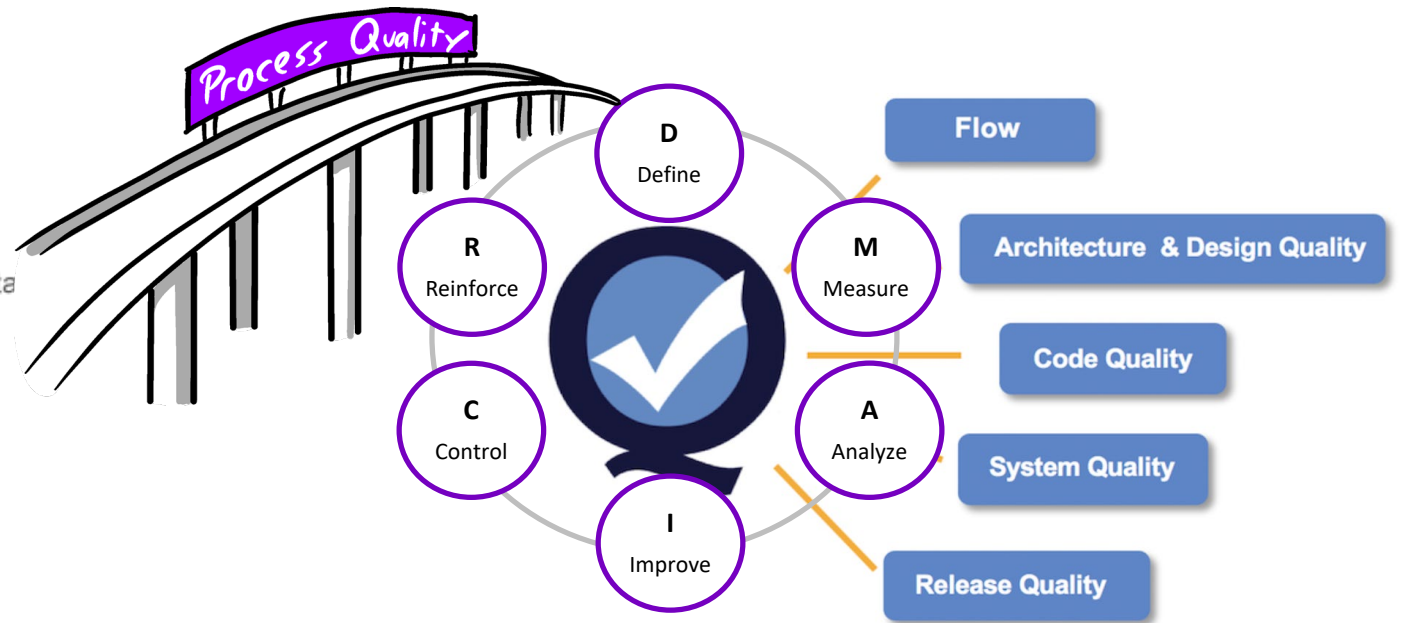 Process Quality
D
Define
Flow
R
Reinforce
M
Measure
Architecture & Design Quality
Code Quality
C
Control
A
Analyze
System Quality
I
Improve
Release Quality